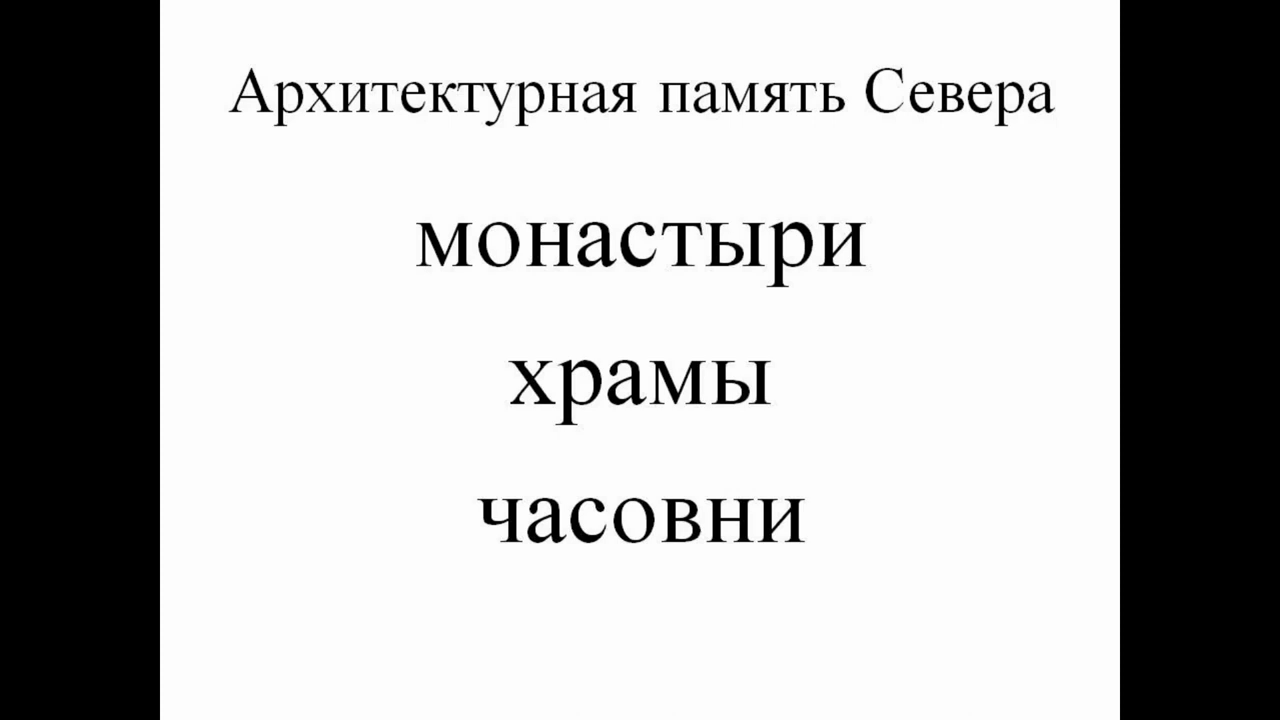 Архитектурная память Севера
монастыри
храмы
часовни